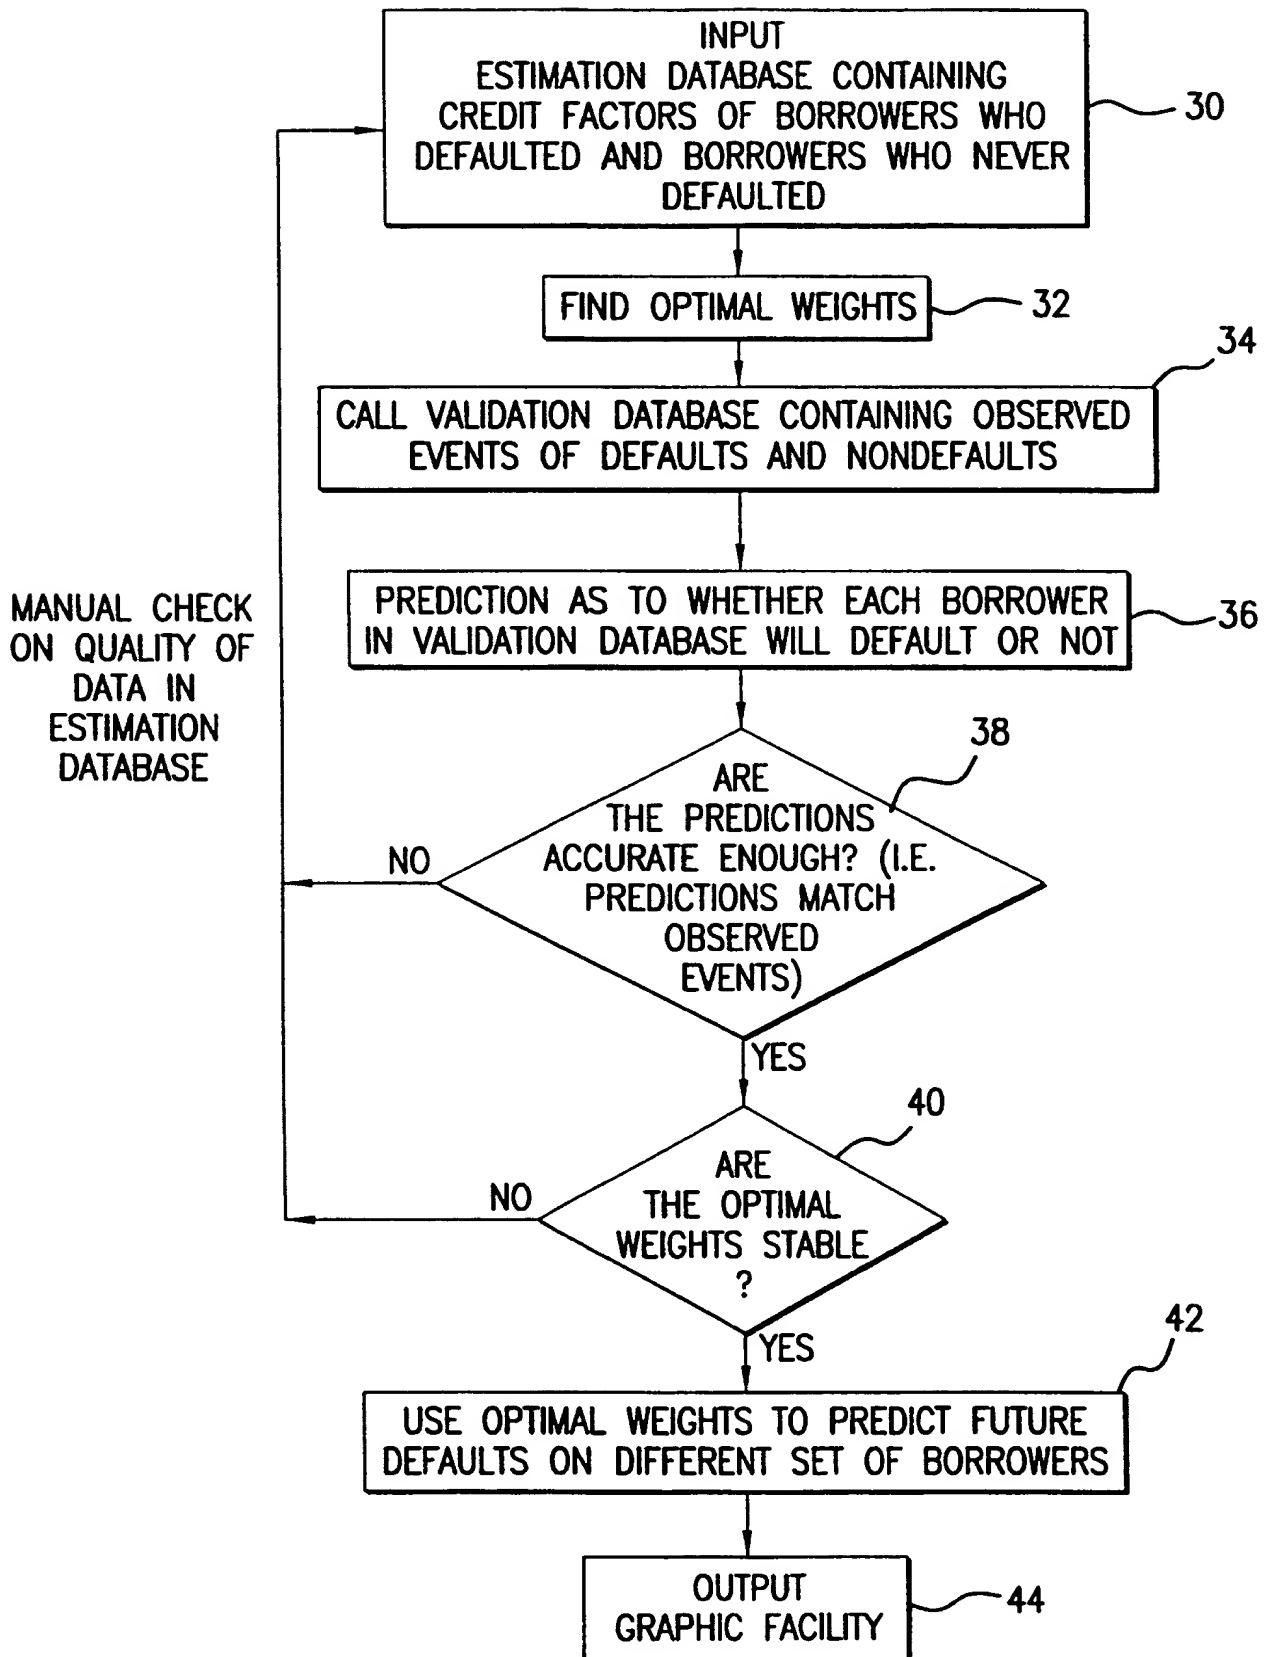 INPUT
ESTIMATION DATABASE CONTAINING
CREDIT FACTORS OF BORROWERS WHO
DEFAULTED AND BORROWERS WHO NEVER
DEFAULTED
30
FIND OPTIMAL WEIGHTS
32
34
CALL VALIDATION DATABASE CONTAINING OBSERVED
EVENTS OF DEFAULTS AND NONDEFAULTS
PREDICTION AS TO WHETHER EACH BORROWER
IN VALIDATION DATABASE WILL DEFAULT OR NOT
36
MANUAL CHECK
ON QUALITY OF
DATA IN
ESTIMATION
DATABASE
38
ARE
THE PREDICTIONS
ACCURATE ENOUGH? (I.E.
PREDICTIONS MATCH
OBSERVED
EVENTS)
NO
YES
40
ARE
THE OPTIMAL
WEIGHTS STABLE
?
NO
YES
42
USE OPTIMAL WEIGHTS TO PREDICT FUTURE
DEFAULTS ON DIFFERENT SET OF BORROWERS
OUTPUT
GRAPHIC FACILITY
44